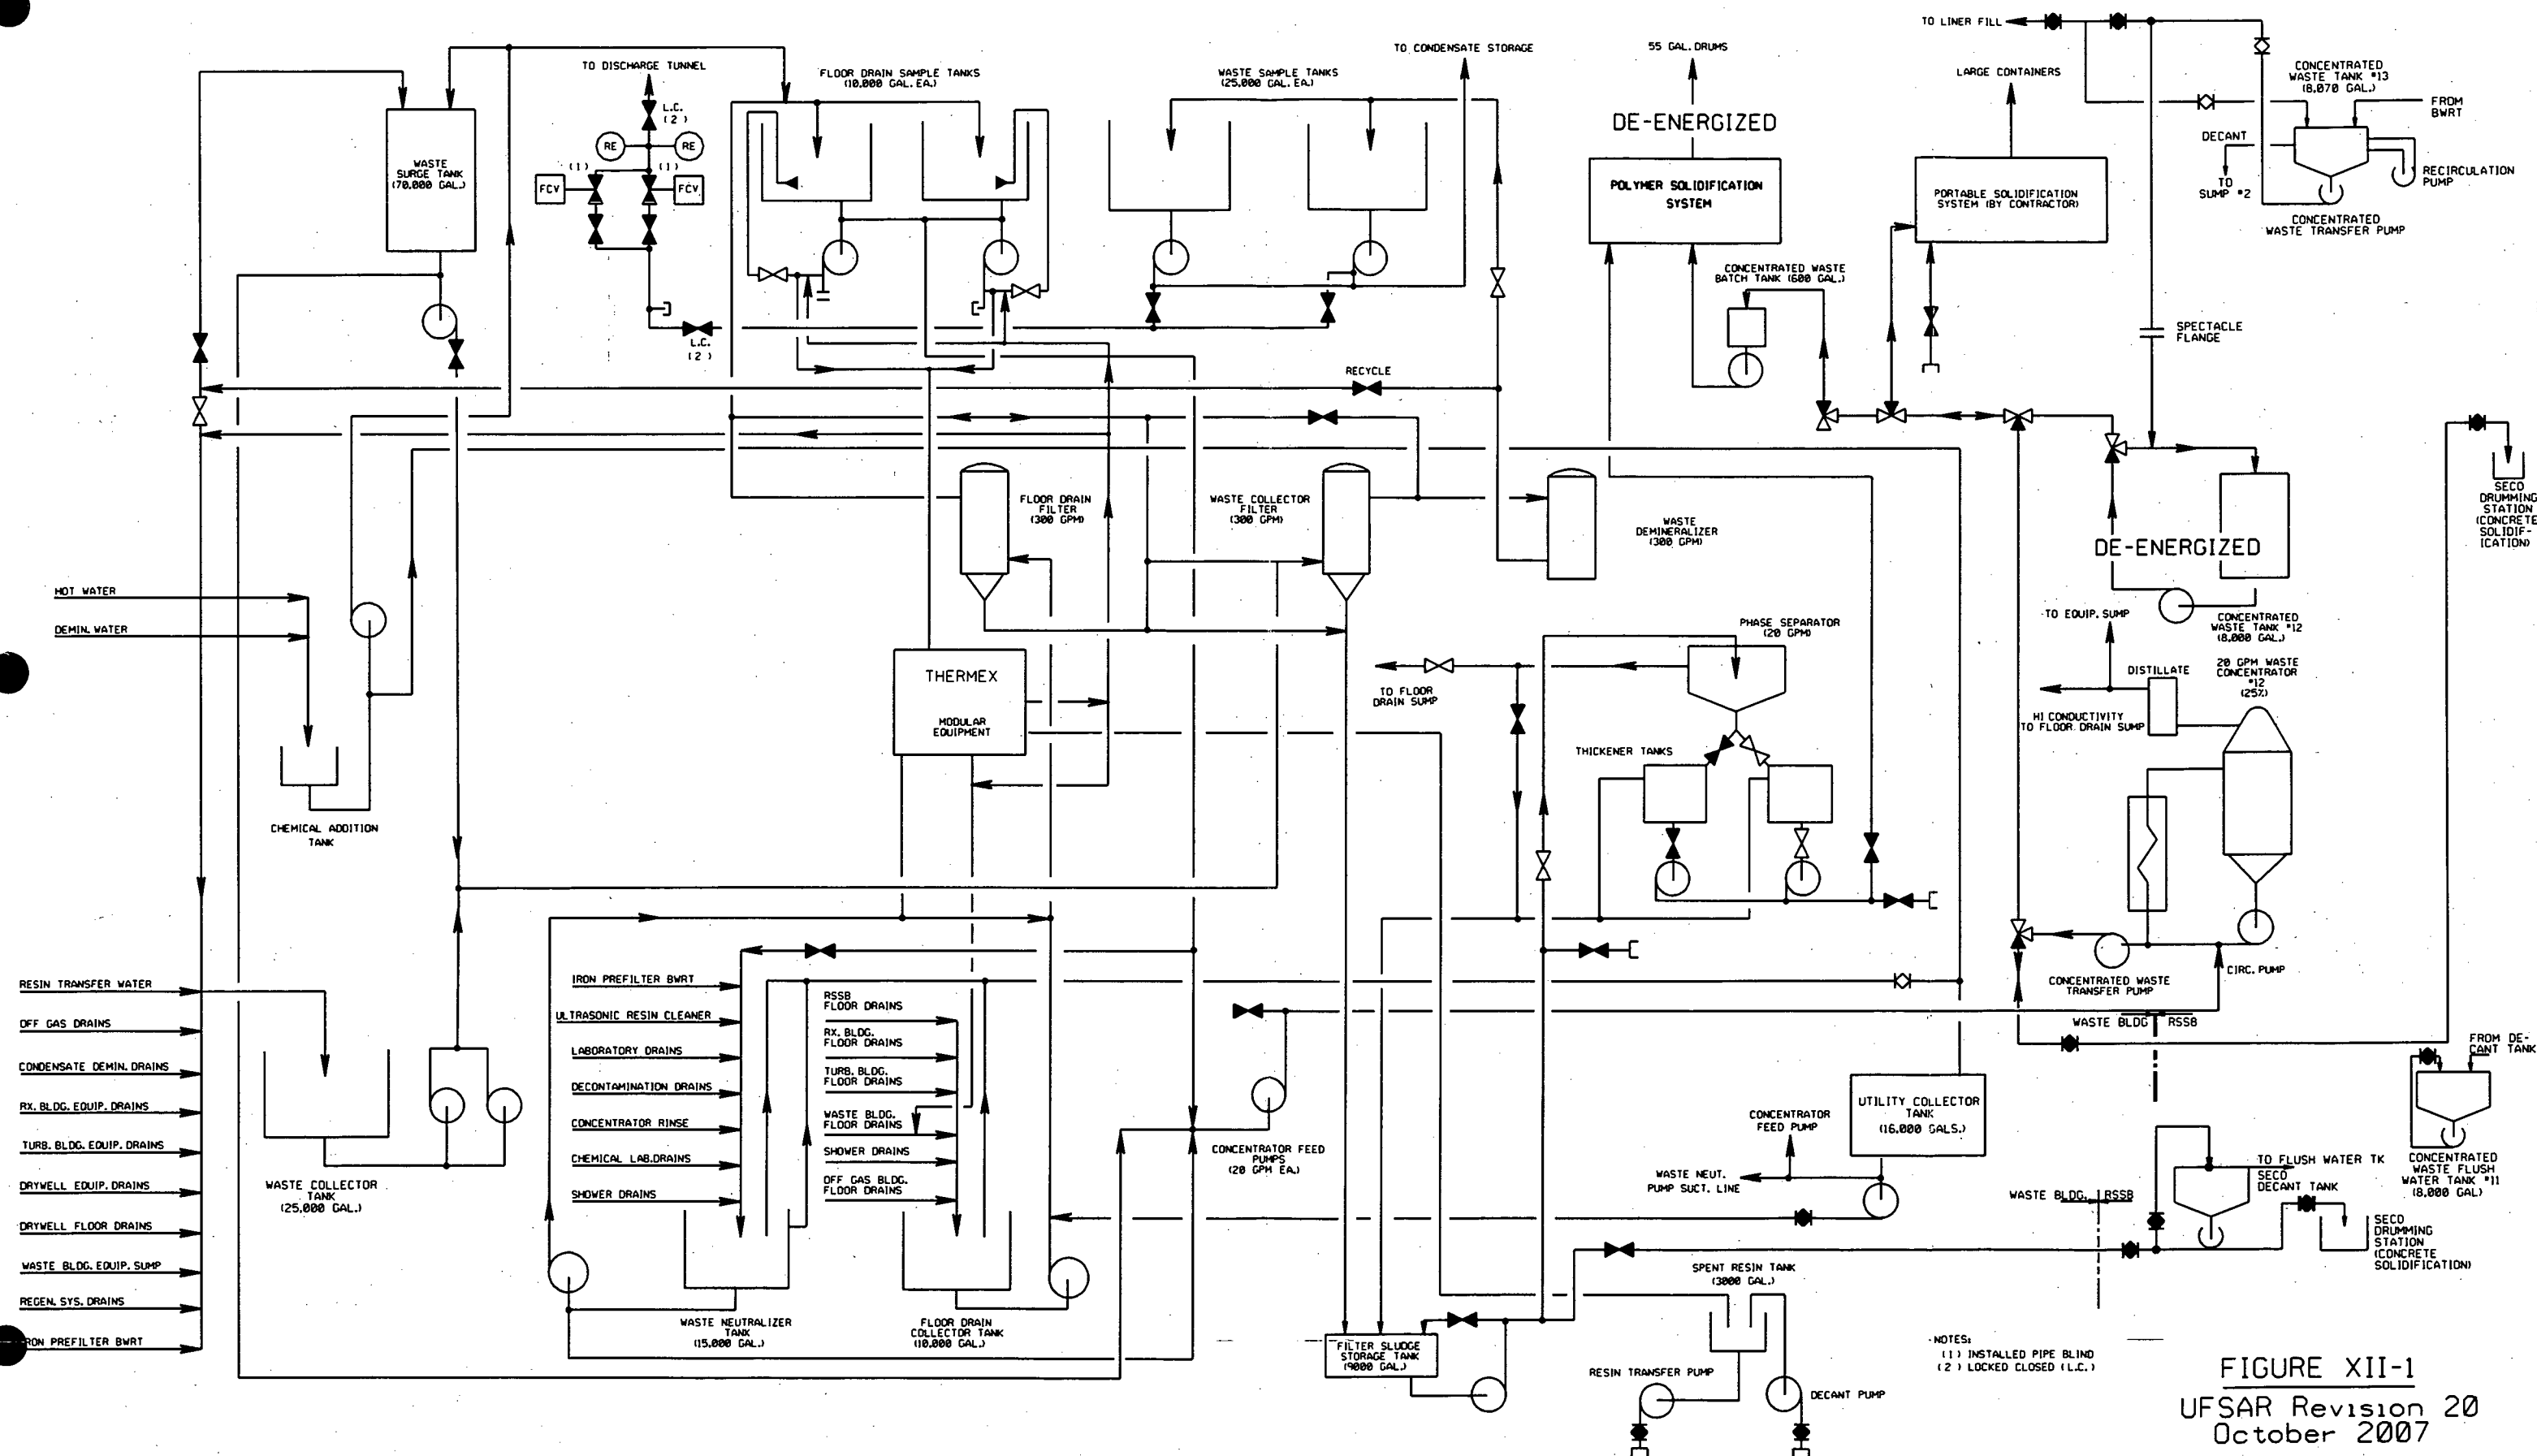 TO LINER FILL
TO DISCHARGE TUNNEL
L.C.
(2)
RE
RE
(1)
(1)
FCV
FCV
L.C.
(2)
WASTE
SURGE TANK
(70,000 GAL.)
FLOOR DRAIN SAMPLE TANKS
(10,000 GAL. EA.)
WASTE SAMPLE TANKS
(25,000 GAL. EA.)
TO CONDENSATE STORAGE
55 GAL. DRUMS
DE-ENERGIZED
POLYMER SOLIDIFICATION
SYSTEM
LARGE CONTAINERS
PORTABLE SOLIDIFICATION
SYSTEM (BY CONTRACTOR)
CONCENTRATED
WASTE TANK #13
(8,070 GAL.)
FROM
BWRT
DECANT
TO
SUMP #2
RECIRCULATION
PUMP
CONCENTRATED
WASTE TRANSFER PUMP
CONCENTRATED WASTE
BATCH TANK (600 GAL.)
SPECTACLE
FLANGE
RECYCLE
FLOOR DRAIN
FILTER
(300 GPM)
WASTE COLLECTOR
FILTER
(300 GPM)
WASTE
DEMINERALIZER
(300 GPM)
SECO
DRUMMING
STATION
(CONCRETE
SOLIDIF-
ICATION)
DE-ENERGIZED
CONCENTRATED
WASTE TANK #12
(8,000 GAL.)
HOT WATER
DEMIN. WATER
CHEMICAL ADDITION
TANK
THERMEX
MODULAR
EQUIPMENT
PHASE SEPARATOR
(20 GPM)
TO FLOOR
DRAIN SUMP
THICKENER TANKS
TO EQUIP. SUMP
DISTILLATE
20 GPM WASTE
CONCENTRATOR
#12
(25%)
HI CONDUCTIVITY
TO FLOOR DRAIN SUMP
CONCENTRATED WASTE
TRANSFER PUMP
CIRC. PUMP
WASTE BLDG
RSSB
RESIN TRANSFER WATER
OFF GAS DRAINS
CONDENSATE DEMIN. DRAINS
RX. BLDG. EQUIP. DRAINS
TURB. BLDG. EQUIP. DRAINS
DRYWELL EQUIP. DRAINS
DRYWELL FLOOR DRAINS
WASTE BLDG. EQUIP. SUMP
REGEN. SYS. DRAINS
IRON PREFILTER BWRT
WASTE COLLECTOR
TANK
(25,000 GAL.)
IRON PREFILTER BWRT
ULTRASONIC RESIN CLEANER
LABORATORY DRAINS
DECONTAMINATION DRAINS
CONCENTRATOR RINSE
CHEMICAL LAB. DRAINS
SHOWER DRAINS
WASTE NEUTRALIZER
TANK
(15,000 GAL.)
RSSB
FLOOR DRAINS
RX. BLDG.
FLOOR DRAINS
TURB. BLDG.
FLOOR DRAINS
WASTE BLDG.
FLOOR DRAINS
SHOWER DRAINS
OFF GAS BLDG.
FLOOR DRAINS
FLOOR DRAIN
COLLECTOR TANK
(10,000 GAL.)
CONCENTRATOR FEED
PUMPS
(20 GPM EA.)
CONCENTRATOR
FEED PUMP
UTILITY COLLECTOR
TANK
(16,000 GALS.)
WASTE NEUT.
PUMP SUCT. LINE
FROM DE-
CANT TANK
CONCENTRATED
WASTE FLUSH
WATER TANK #11
(8,000 GAL)
TO FLUSH WATER TK
SECO
DECANT TANK
WASTE BLDG.
RSSB
SECO
DRUMMING
STATION
(CONCRETE
SOLIDIFICATION)
SPENT RESIN TANK
(3000 GAL.)
FILTER SLUDGE
STORAGE TANK
(9000 GAL.)
RESIN TRANSFER PUMP
DECANT PUMP
NOTES:
(1) INSTALLED PIPE BLIND
(2) LOCKED CLOSED (L.C.)
FIGURE XII-1
UFSAR Revision 20
October 2007